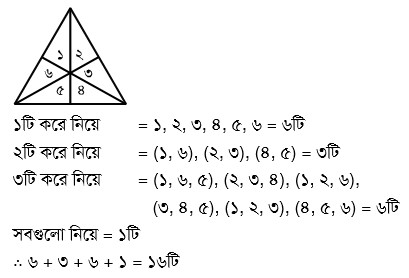 ১ ২
৬ ৩
৫ ৪
১টি করে নিয়ে = ১, ২, ৩, ৪, ৫, ৬ = ৬টি
২টি করে নিয়ে = (১, ৬), (২, ৩), (৪, ৫) = ৩টি
৩টি করে নিয়ে = (১, ৬, ৫), (২, ৩, ৪), (১, ২, ৬),
(৩, ৪, ৫), (১, ২, ৩), (৪, ৫, ৬) = ৬টি
সবগুলো নিয়ে = ১টি
∴ ৬ + ৩ + ৬ + ১ = ১৬টি